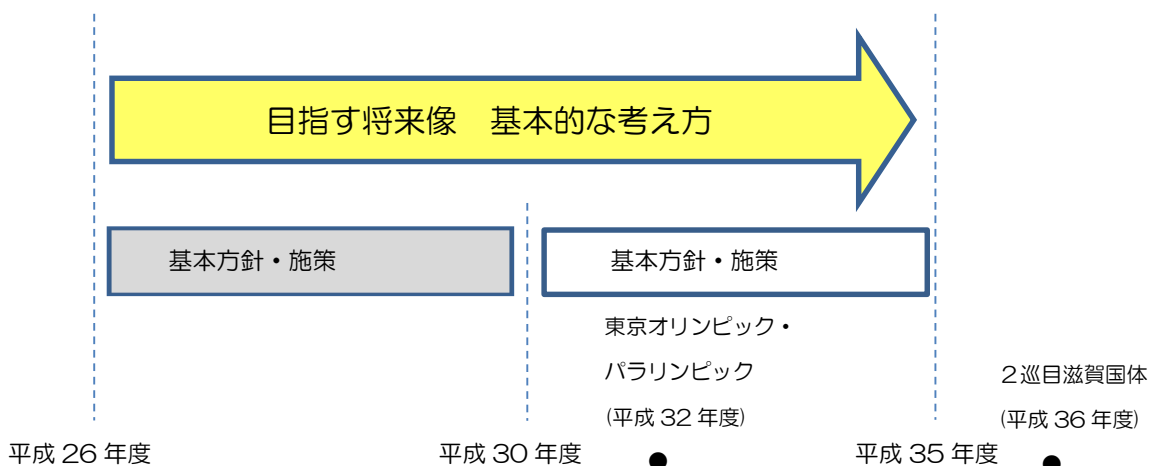 目指す将来像　基本的な考え方
基本方針・施策
基本方針・施策
東京オリンピック・
パラリンピック
(平成 32 年度)
２巡目滋賀国体
(平成 36 年度)
平成 26 年度
平成 30 年度
平成 35 年度